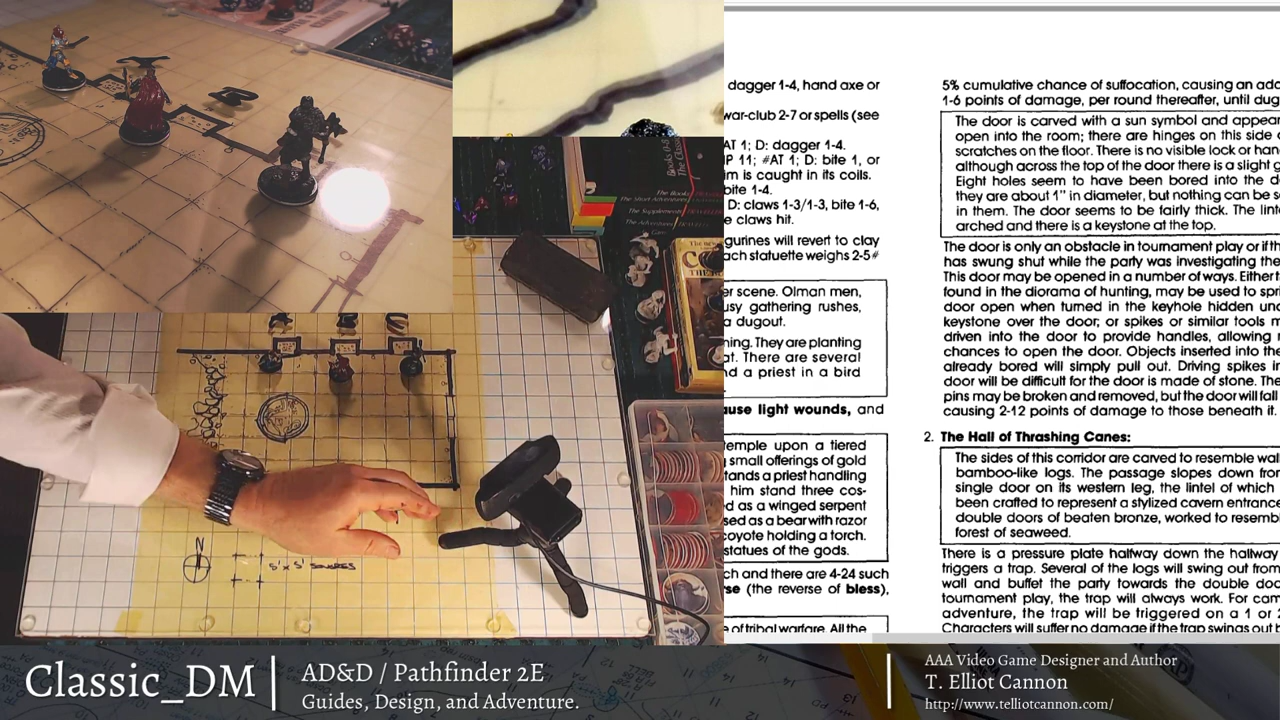 dagger 1-4, hand axe or
war-club 2-7 or spells (see
AT 1; D: dagger 1-4.
IP 11; #AT 1; D: bite 1, or
im is caught in its coils.
bite 1-4.
D: claws 1-3/1-3, bite 1-6,
e claws hit.
gurines will revert to clay
ach statuette weighs 2-5#
er scene. Olman men,
usy gathering rushes,
a dugout.
ning. They are planting
at. There are several
nd a priest in a bird
ause light wounds, and
emple upon a tiered
small offerings of gold
tands a priest handling
him stand three cos-
d as a winged serpent
sed as a bear with razor
coyote holding a torch.
statues of the gods.
ch and there are 4-24 such
se (the reverse of bless),
e of tribal warfare. All the
5% cumulative chance of suffocation, causing an add
1-6 points of damage, per round thereafter, until dug
The door is carved with a sun symbol and appear
open into the room; there are hinges on this side
scratches on the floor. There is no visible lock or han
although across the top of the door there is a slight g
Eight holes seem to have been bored into the d
they are about 1" in diameter, but nothing can be s
in them. The door seems to be fairly thick. The lint
arched and there is a keystone at the top.
The door is only an obstacle in tournament play or if th
has swung shut while the party was investigating the
This door may be opened in a number of ways. Either t
found in the diorama of hunting, may be used to spri
door open when turned in the keyhole hidden und
keystone over the door; or spikes or similar tools m
driven into the door to provide handles, allowing n
chances to open the door. Objects inserted into the
already bored will simply pull out. Driving spikes in
door will be difficult for the door is made of stone. The
pins may be broken and removed, but the door will fall
causing 2-12 points of damage to those beneath it.
2. The Hall of Thrashing Canes:
The sides of this corridor are carved to resemble wal
bamboo-like logs. The passage slopes down from
single door on its western leg, the lintel of which
been crafted to represent a stylized cavern entrance
double doors of beaten bronze, worked to resemb
forest of seaweed.
There is a pressure plate halfway down the hallway
triggers a trap. Several of the logs will swing out from
wall and buffet the party towards the double doo
tournament play, the trap will always work. For cam
adventure, the trap will be triggered on a 1 or 2
Characters will suffer no damage if the trap swings out b
N
5' x 5' SQUARES
Classic_DM
AD&D / Pathfinder 2E
Guides, Design, and Adventure.
AAA Video Game Designer and Author
T. Elliot Cannon
http://www.telliotcannon.com/